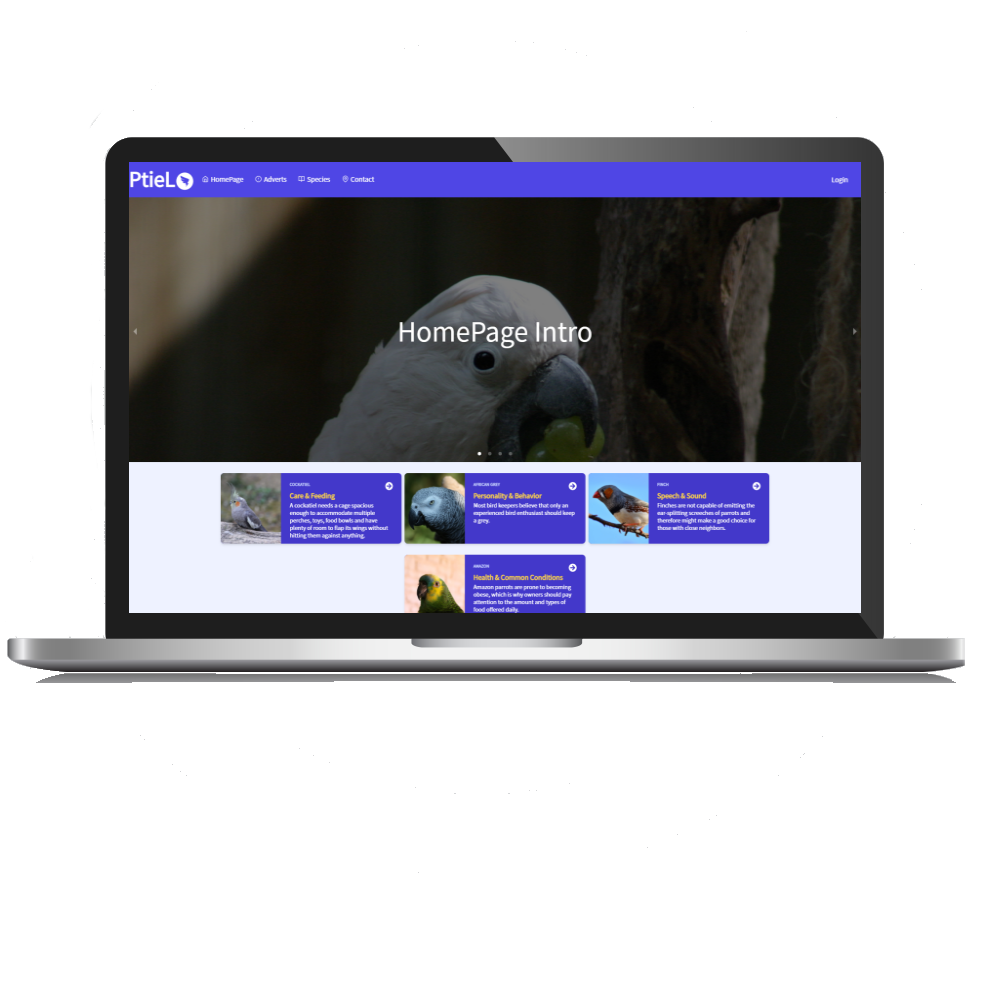 PtieL
HomePage Adverts Species Contact Login
HomePage Intro
COCKATIEL
Care & Feeding
A cockatiel needs a cage spacious
enough to accommodate multiple
perches, toys, food bowls and have
plenty of room to flap its wings without
hitting them against anything.
AFRICAN GREY
Personality & Behavior
Most bird keepers believe that only an
experienced bird enthusiast should keep
a grey.
FINCH
Speech & Sound
Finches are not capable of emitting the
ear-splitting screeches of parrots and
therefore might make a good choice for
those with close neighbors.
AMAZON
Health & Common Conditions
Amazon parrots are prone to becoming
obese, which is why owners should pay
attention to the amount and types of
food offered daily.